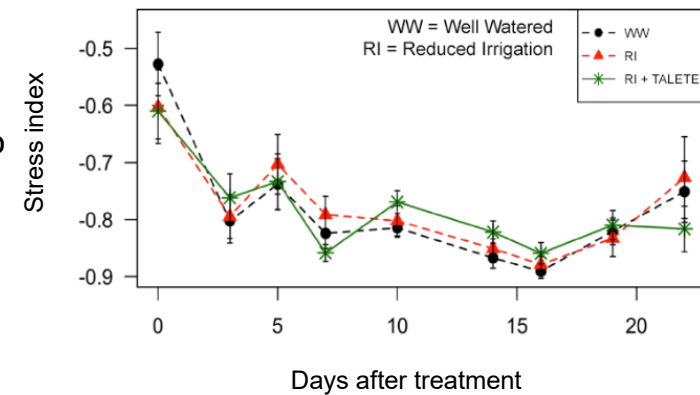 WW = Well Watered
RI = Reduced Irrigation
WW
RI
RI + TALETE
Stress index
-0.5
-0.6
-0.7
-0.8
-0.9
0 5 10 15 20
Days after treatment